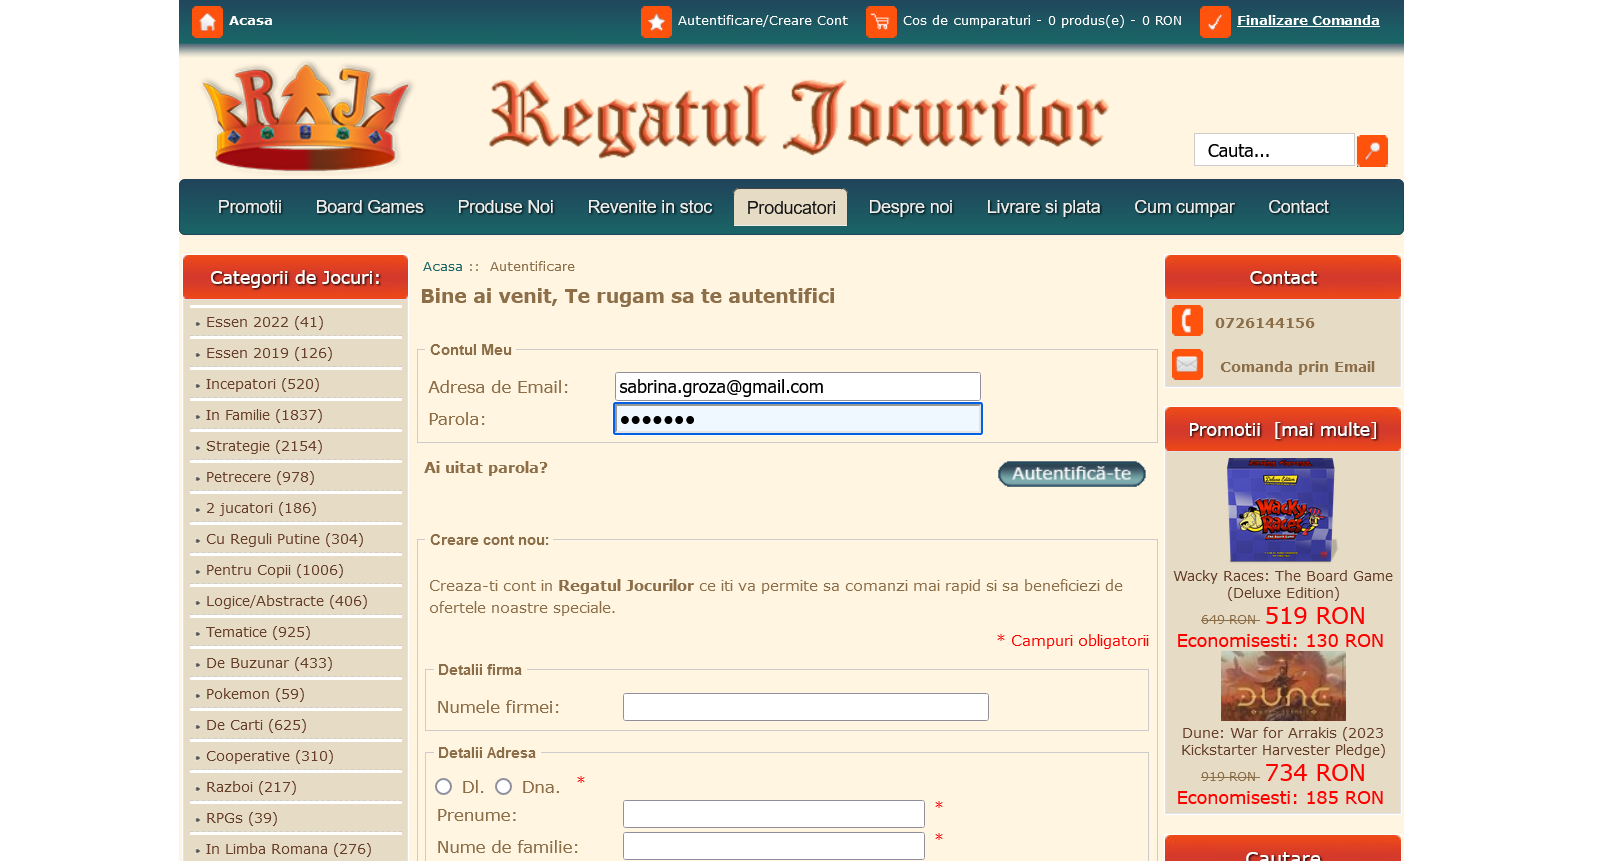 Acasa
Autentificare/Creare Cont
Cos de cumparaturi - 0 produs(e) - 0 RON
Finalizare Comanda
RAJ
Regatul Jocurilor
Cauta...
Promotii
Board Games
Produse Noi
Revenite in stoc
Producatori
Despre noi
Livrare si plata
Cum cumpar
Contact
Categorii de Jocuri:
Essen 2022 (41)
Essen 2019 (126)
Incepatori (520)
In Familie (1837)
Strategie (2154)
Petrecere (978)
2 jucatori (186)
Cu Reguli Putine (304)
Pentru Copii (1006)
Logice/Abstracte (406)
Tematice (925)
De Buzunar (433)
Pokemon (59)
De Carti (625)
Cooperative (310)
Razboi (217)
RPGs (39)
In Limba Romana (276)
Acasa :: Autentificare
Bine ai venit, Te rugam sa te autentifici
Contul Meu
Adresa de Email: sabrina.groza@gmail.com
Parola: ●●●●●●●
Ai uitat parola?
Autentifică-te
Creare cont nou:
Creaza-ti cont in Regatul Jocurilor ce iti va permite sa comanzi mai rapid si sa beneficiezi de
ofertele noastre speciale.
* Campuri obligatorii
Detalii firma
Numele firmei:
Detalii Adresa
Dl. Dna. *
Prenume: *
Nume de familie: *
Contact
0726144156
Comanda prin Email
Promotii [mai multe]
Deluxe Edition
Wacky Races
The Board Game
Wacky Races: The Board Game
(Deluxe Edition)
649 RON 519 RON
Economisesti: 130 RON
DUNE
Dune: War for Arrakis (2023
Kickstarter Harvester Pledge)
919 RON 734 RON
Economisesti: 185 RON
Cautare